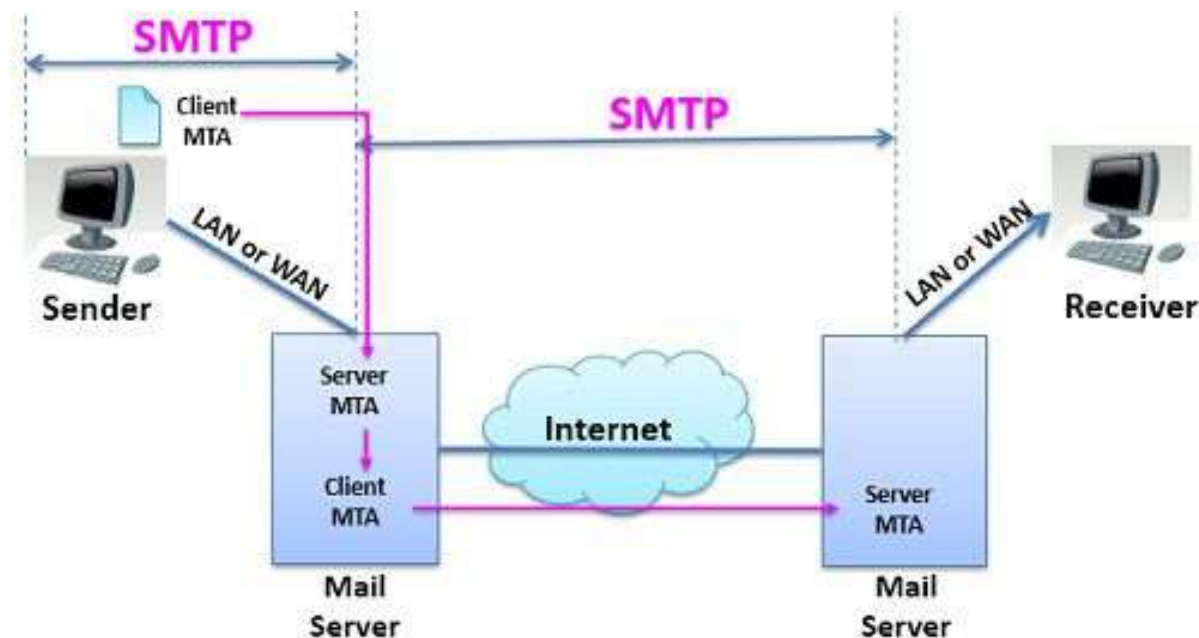 SMTP
Client
MTA
SMTP
LAN or WAN
LAN or WAN
Sender
Receiver
Server
MTA
Internet
Client
MTA
Server
MTA
Mail
Server
Mail
Server